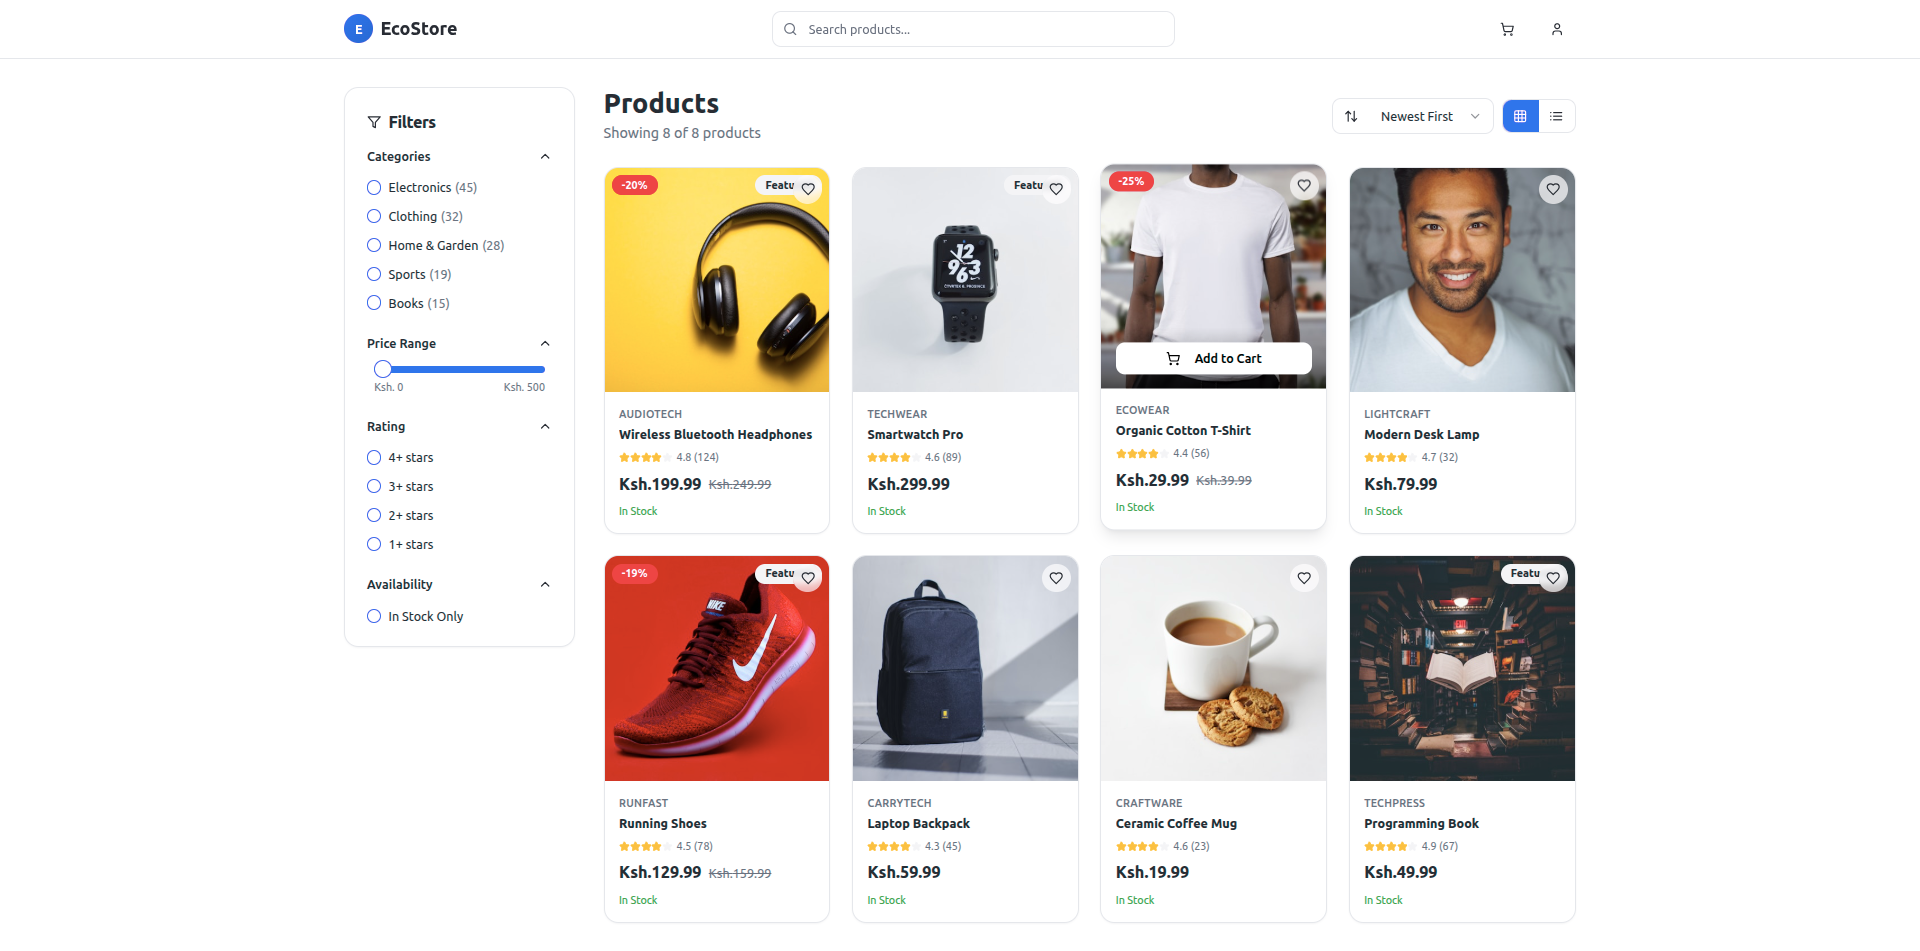 E EcoStore
Search products...
Filters
Categories
Electronics (45)
Clothing (32)
Home & Garden (28)
Sports (19)
Books (15)
Price Range
Ksh. 0 Ksh. 500
Rating
4+ stars
3+ stars
2+ stars
1+ stars
Availability
In Stock Only
Products
Showing 8 of 8 products
Newest First
-20% Featu
AUDIOTECH
Wireless Bluetooth Headphones
4.8 (124)
Ksh.199.99 Ksh.249.99
In Stock
Featu
12
9 3
6
TECHWEAR
Smartwatch Pro
4.6 (89)
Ksh.299.99
In Stock
-25%
Add to Cart
ECOWEAR
Organic Cotton T-Shirt
4.4 (56)
Ksh.29.99 Ksh.39.99
In Stock
LIGHTCRAFT
Modern Desk Lamp
4.7 (32)
Ksh.79.99
In Stock
-19% Featu
NIKE
RUNFAST
Running Shoes
4.5 (78)
Ksh.129.99 Ksh.159.99
In Stock
CARRYTECH
Laptop Backpack
4.3 (45)
Ksh.59.99
In Stock
CRAFTWARE
Ceramic Coffee Mug
4.6 (23)
Ksh.19.99
In Stock
Featu
TECHPRESS
Programming Book
4.9 (67)
Ksh.49.99
In Stock